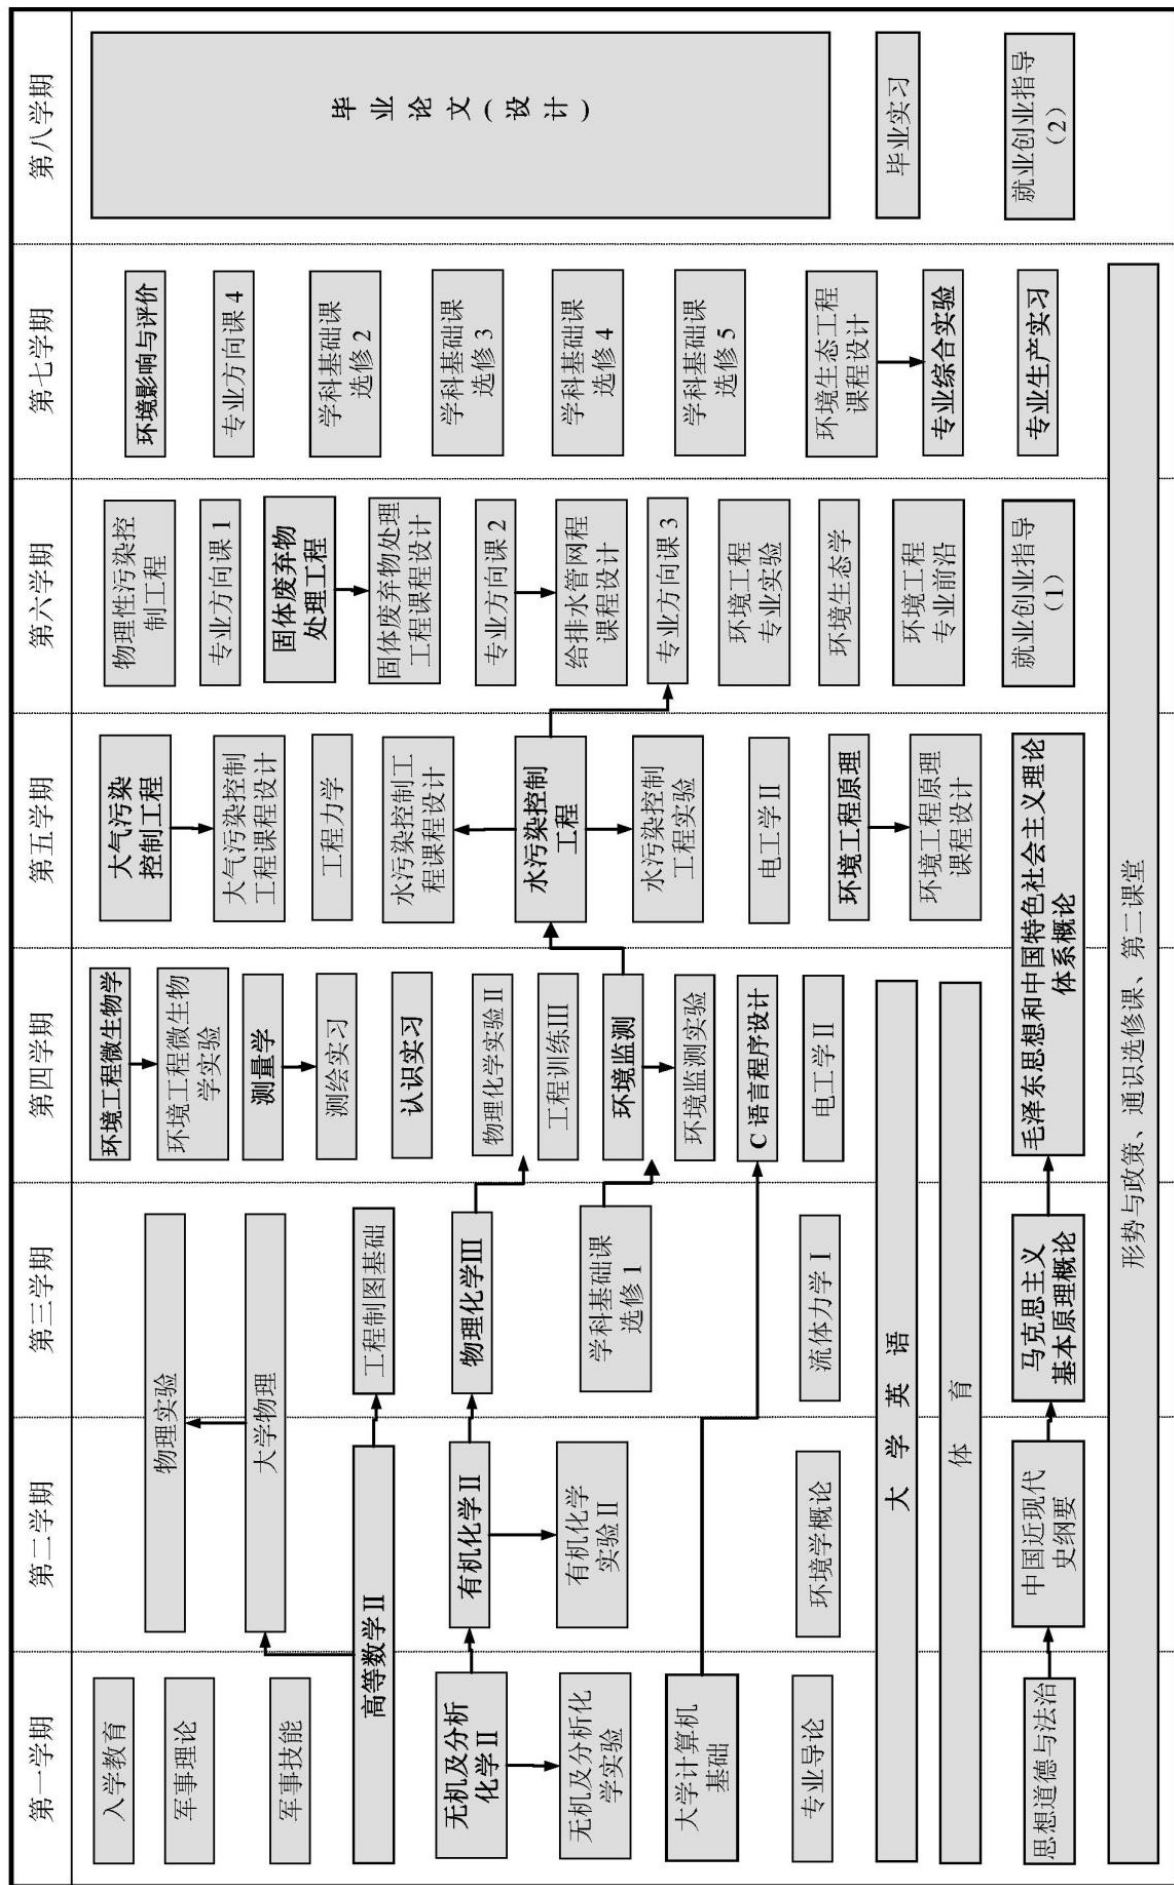 第一学期
入学教育
军事理论
军事技能
高等数学Ⅱ
无机及分析
化学Ⅱ
无机及分析化
学实验
大学计算机
基础
专业导论
思想道德与法治
第二学期
物理实验
大学物理
有机化学Ⅱ
有机化学
实验Ⅱ
环境学概论
中国近现代
史纲要
第三学期
工程制图基础
物理化学Ⅲ
学科基础课
选修 1
流体力学Ⅰ
大学英语
体育
马克思主义
基本原理概论
第四学期
环境工程微生物学
环境工程微生物
学实验
测量学
测绘实习
认识实习
物理化学实验Ⅱ
工程训练Ⅲ
环境监测
环境监测实验
C 语言程序设计
电工学Ⅱ
毛泽东思想和中国特色社会主义理论
体系概论
第五学期
大气污染
控制工程
大气污染控制
工程课程设计
工程力学
水污染控制工
程课程设计
水污染控制
工程
水污染控制
工程实验
电工学Ⅱ
环境工程原理
环境工程原理
课程设计
形势与政策、通识选修课、第二课堂
第六学期
物理性污染控
制工程
专业方向课 1
固体废弃物
处理工程
固体废弃物处理
工程课程设计
专业方向课 2
给排水管网程
课程设计
专业方向课 3
环境工程
专业实验
环境生态学
环境工程
专业前沿
就业创业指导
（1）
第七学期
环境影响与评价
专业方向课 4
学科基础课
选修 2
学科基础课
选修 3
学科基础课
选修 4
学科基础课
选修 5
环境生态工程
课程设计
专业综合实验
专业生产实习
第八学期
毕业论文(设计)
毕业实习
就业创业指导
（2）